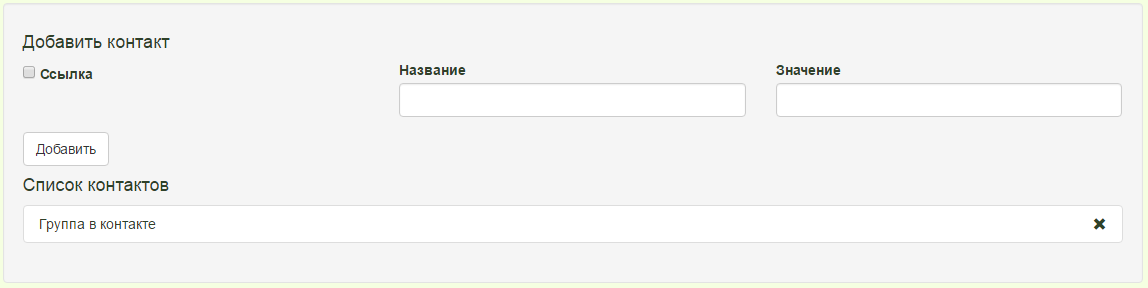 Добавить контакт
Ссылка
Название
Значение
Добавить
Список контактов
Группа в контакте